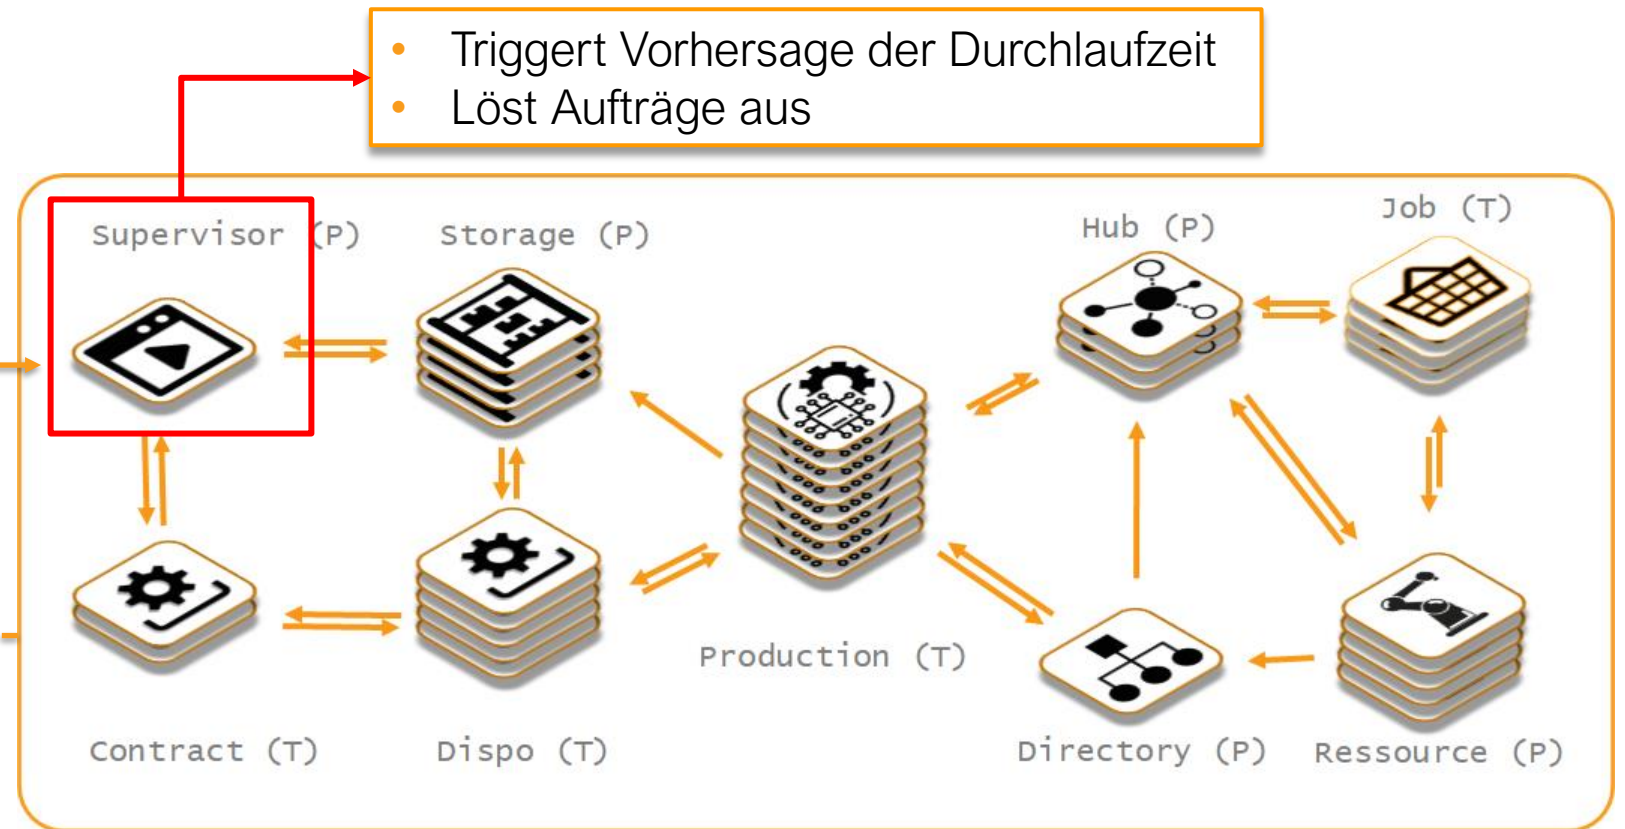 • Triggert Vorhersage der Durchlaufzeit
• Löst Aufträge aus
Supervisor (P)
Storage (P)
Hub (P)
Job (T)
Production (T)
Contract (T)
Dispo (T)
Directory (P)
Ressource (P)